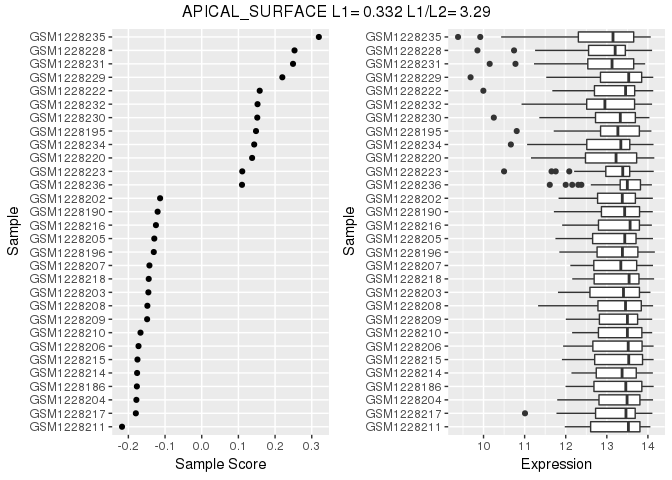 APICAL_SURFACE L1= 0.332 L1/L2= 3.29
Sample
GSM1228235
GSM1228228
GSM1228231
GSM1228229
GSM1228222
GSM1228232
GSM1228230
GSM1228195
GSM1228234
GSM1228220
GSM1228223
GSM1228236
GSM1228202
GSM1228190
GSM1228216
GSM1228205
GSM1228196
GSM1228207
GSM1228218
GSM1228203
GSM1228208
GSM1228209
GSM1228210
GSM1228206
GSM1228215
GSM1228214
GSM1228186
GSM1228204
GSM1228217
GSM1228211
-0.2 -0.1 0.0 0.1 0.2 0.3
Sample Score
Sample
GSM1228235
GSM1228228
GSM1228231
GSM1228229
GSM1228222
GSM1228232
GSM1228230
GSM1228195
GSM1228234
GSM1228220
GSM1228223
GSM1228236
GSM1228202
GSM1228190
GSM1228216
GSM1228205
GSM1228196
GSM1228207
GSM1228218
GSM1228203
GSM1228208
GSM1228209
GSM1228210
GSM1228206
GSM1228215
GSM1228214
GSM1228186
GSM1228204
GSM1228217
GSM1228211
10 11 12 13 14
Expression